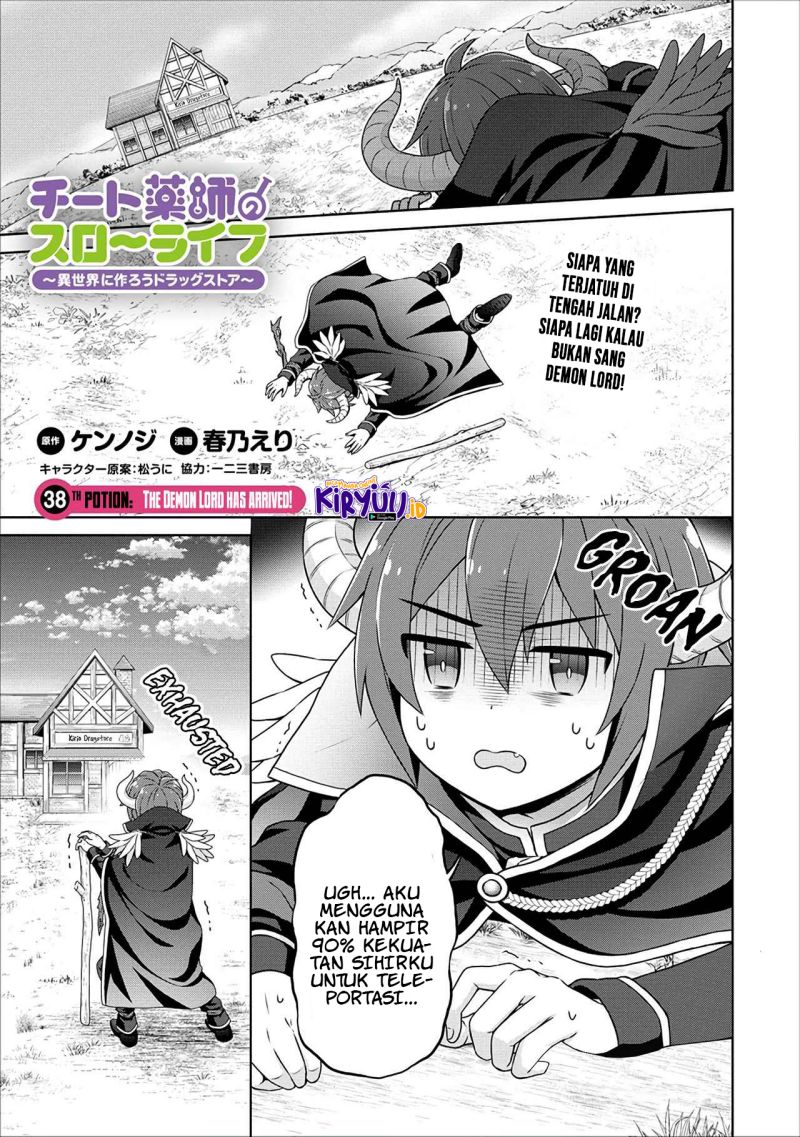 Kirio Drugstore
チート薬師の
スローライフ
～異世界に作ろうドラッグストア～
SIAPA YANG
TERJATUH DI
TENGAH JALAN?
SIAPA LAGI KALAU
BUKAN SANG
DEMON LORD!
原作 ケンノジ 漫画 春乃えり
キャラクター原案：松うに 協力：一二三書房
38TH POTION: THE DEMON LORD HAS ARRIVED!
KIRYUU.ID
GROAN
UGH... AKU
MENGGUNA
KAN HAMPIR
90% KEKUA-
TAN SIHIRKU
UNTUK TELE-
PORTASI...
Kirio Drugstore
EXHAUSTED